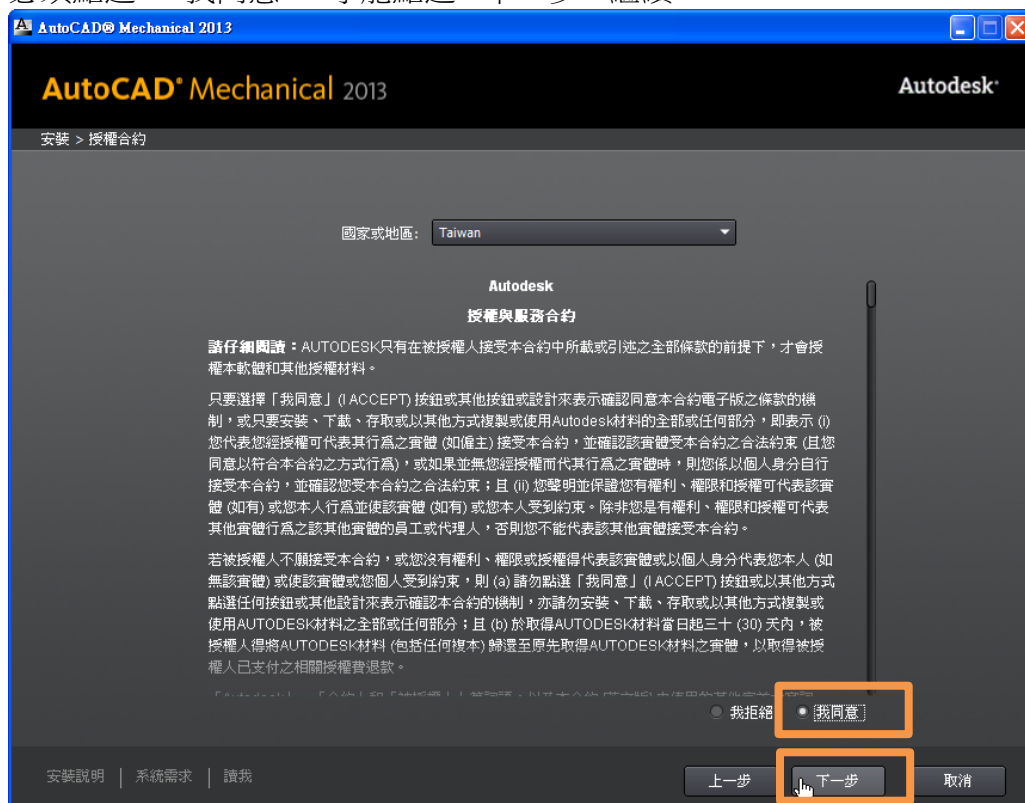 AutoCAD® Mechanical 2013
AutoCAD® Mechanical 2013
Autodesk®
安裝 > 授權合約
國家或地區: Taiwan
Autodesk
授權與服務合約
請仔細閱讀：AUTODESK只有在被授權人接受本合約中所載或引述之全部條款的前提下，才會授
權本軟體和其他授權材料。
只要選擇「我同意」(I ACCEPT) 按鈕或其他按鈕或設計來表示確認同意本合約電子版之條款的機
制，或只要安裝、下載、存取或以其他方式複製或使用Autodesk材料的全部或任何部分，即表示 (i)
您代表您經授權可代表其行為之實體 (如僱主) 接受本合約，並確認該實體受本合約之合法約束 (且您
同意以符合本合約之方式行為)，或如果並無您經授權而代其行為之實體時，則您係以個人身分自行
接受本合約，並確認您受本合約之合法約束；且 (ii) 您聲明並保證您有權利、權限和授權可代表該實
體 (如有) 或您本人行為並使該實體 (如有) 或您本人受到約束。除非您是有權利、權限和授權可代表
其他實體行為之該其他實體的員工或代理人，否則您不能代表該其他實體接受本合約。
若被授權人不願接受本合約，或您沒有權利、權限或授權得代表該實體或以個人身分代表您本人 (如
無該實體) 或使該實體或您個人受到約束，則 (a) 請勿點選「我同意」(I ACCEPT) 按鈕或以其他方式
點選任何按鈕或其他設計來表示確認本合約的機制，亦請勿安裝、下載、存取或以其他方式複製或
使用AUTODESK材料之全部或任何部分；且 (b) 於取得AUTODESK材料當日起三十 (30) 天內，被
授權人得將AUTODESK材料 (包括任何複本) 歸還至原先取得AUTODESK材料之實體，以取得被授
權人已支付之相關授權費退款。
我拒絕 我同意
安裝說明 | 系統需求 | 讀我
上一步 下一步 取消